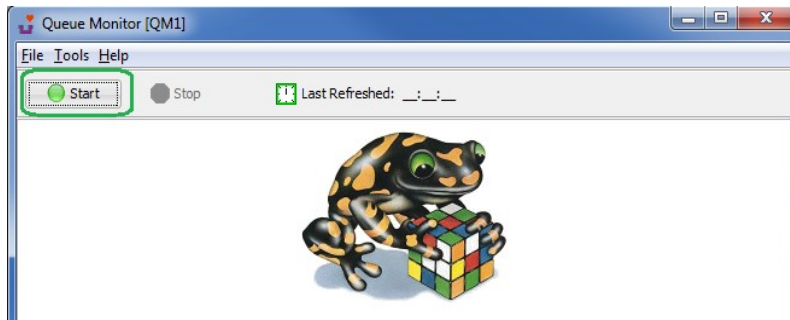 Queue Monitor [QM1]
File Tools Help
Start Stop Last Refreshed: __:__:__